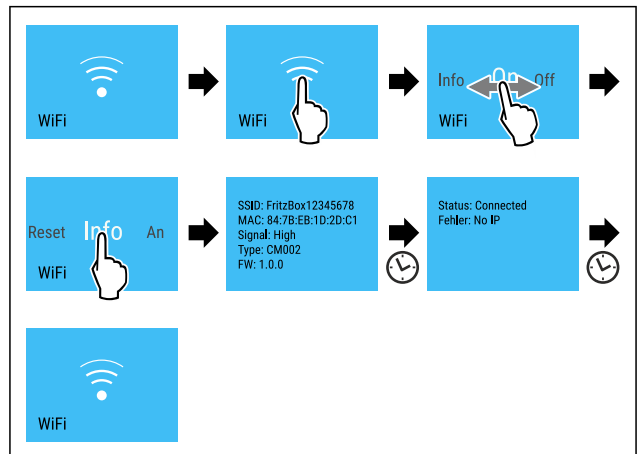 WiFi
WiFi
Info On Off
WiFi
Reset Info An
WiFi
SSID: FritzBox12345678
MAC: 84:7B:EB:1D:2D:C1
Signal: High
Type: CM002
FW: 1.0.0
Status: Connected
Fehler: No IP
WiFi